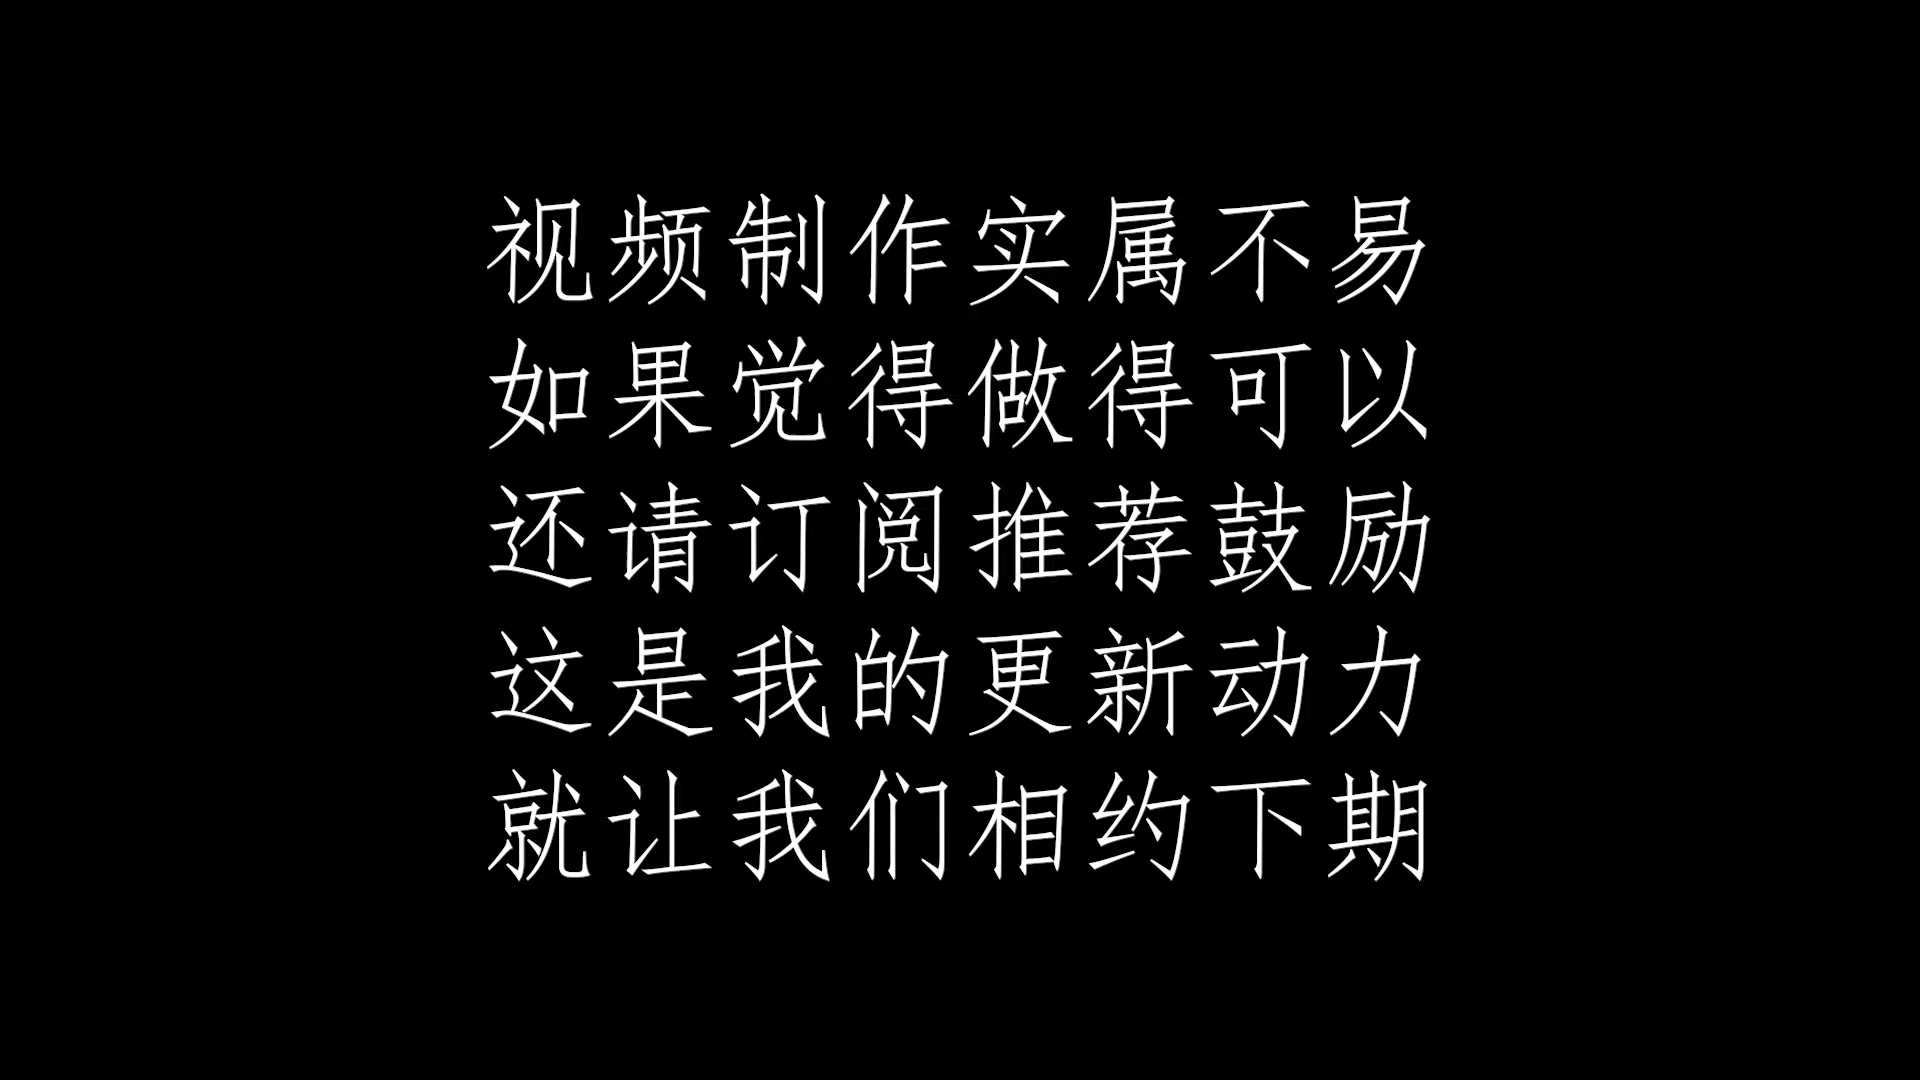 视频制作实属不易
如果觉得做得可以
还请订阅推荐鼓励
这是我的更新动力
就让我们相约下期